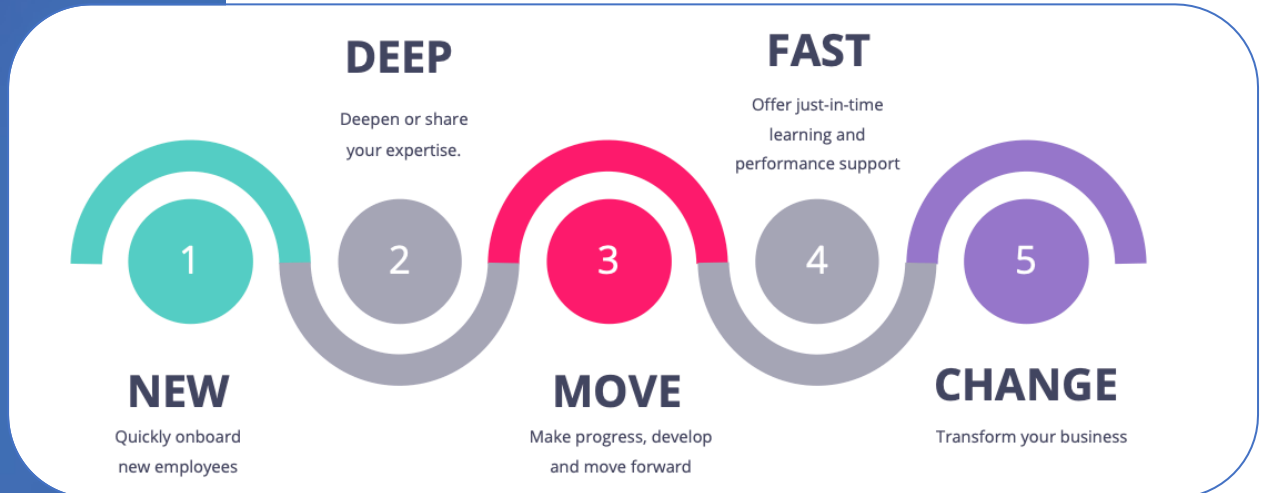 1
NEW
Quickly onboard
new employees
2
DEEP
Deepen or share
your expertise.
3
MOVE
Make progress, develop
and move forward
4
FAST
Offer just-in-time
learning and
performance support
5
CHANGE
Transform your business